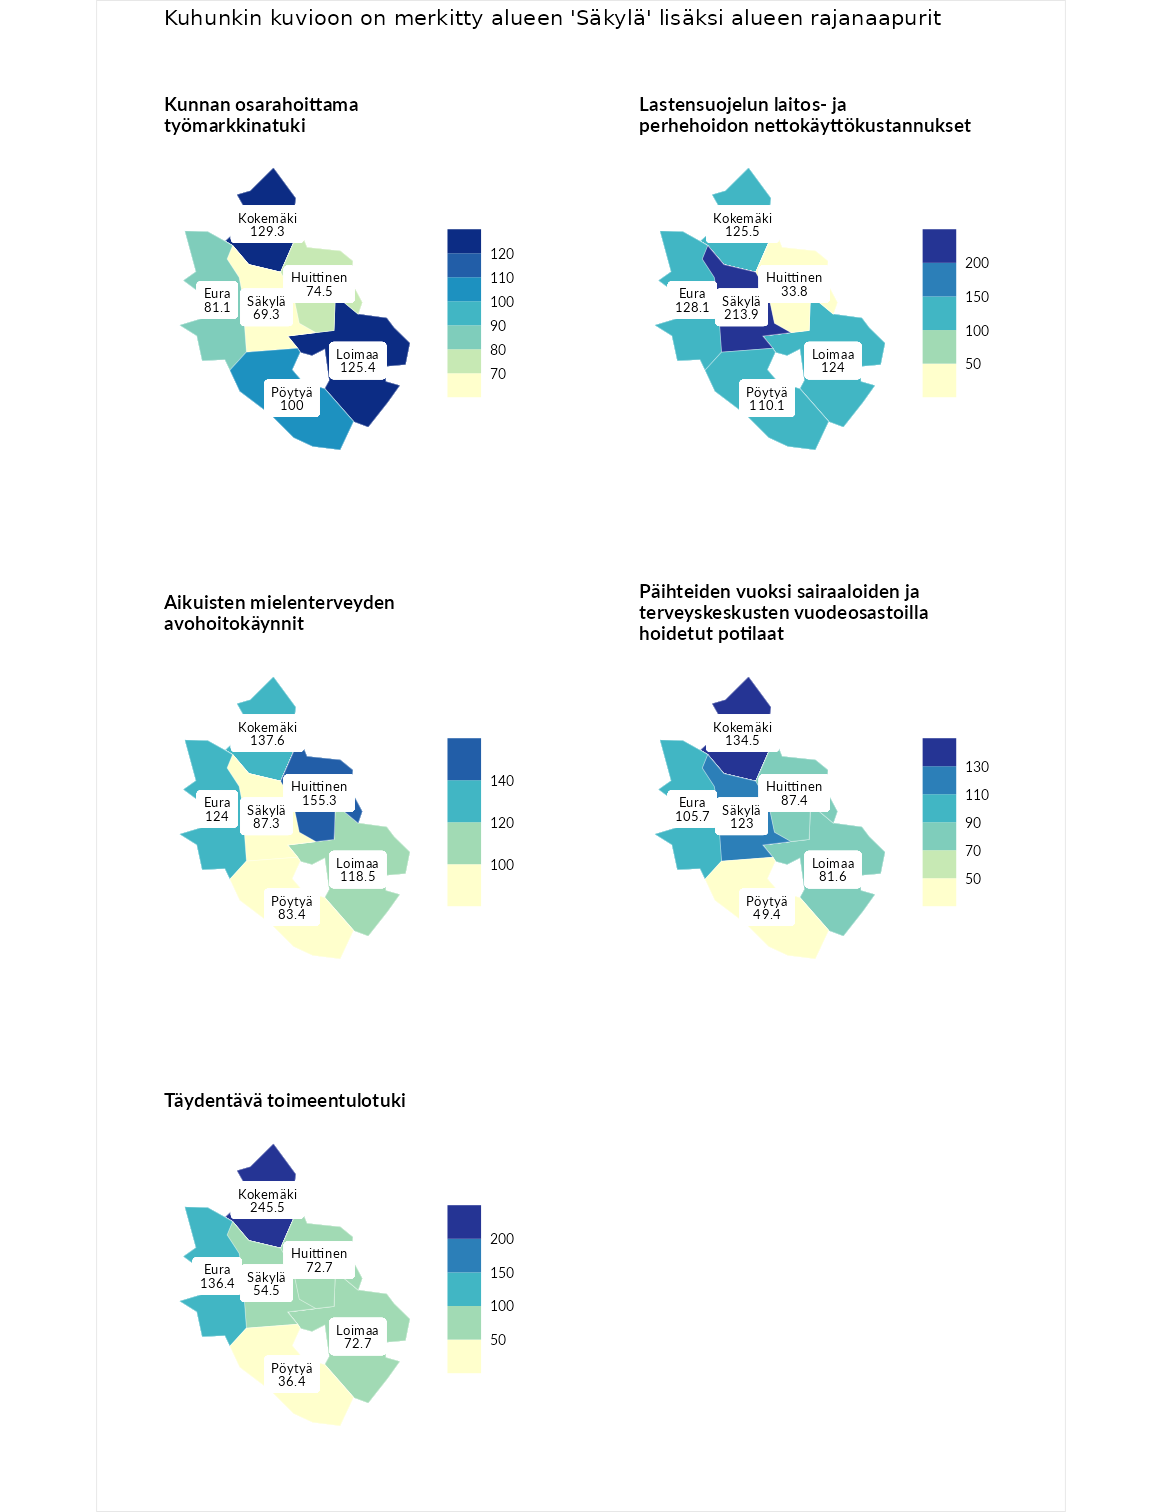 Kuhunkin kuvioon on merkitty alueen 'Säkylä' lisäksi alueen rajanaapurit
Kunnan osarahoittama
työmarkkinatuki
Kokemäki
129.3
Huittinen
74.5
Eura
81.1
Säkylä
69.3
Loimaa
125.4
Pöytyä
100
120
110
100
90
80
70
Lastensuojelun laitos- ja
perhehoidon nettokäyttökustannukset
Kokemäki
125.5
Huittinen
33.8
Eura
128.1
Säkylä
213.9
Loimaa
124
Pöytyä
110.1
200
150
100
50
Aikuisten mielenterveyden
avohoitokäynnit
Kokemäki
137.6
Huittinen
155.3
Eura
124
Säkylä
87.3
Loimaa
118.5
Pöytyä
83.4
140
120
100
Päihteiden vuoksi sairaaloiden ja
terveyskeskusten vuodeosastoilla
hoidetut potilaat
Kokemäki
134.5
Huittinen
87.4
Eura
105.7
Säkylä
123
Loimaa
81.6
Pöytyä
49.4
130
110
90
70
50
Täydentävä toimeentulotuki
Kokemäki
245.5
Huittinen
72.7
Eura
136.4
Säkylä
54.5
Loimaa
72.7
Pöytyä
36.4
200
150
100
50